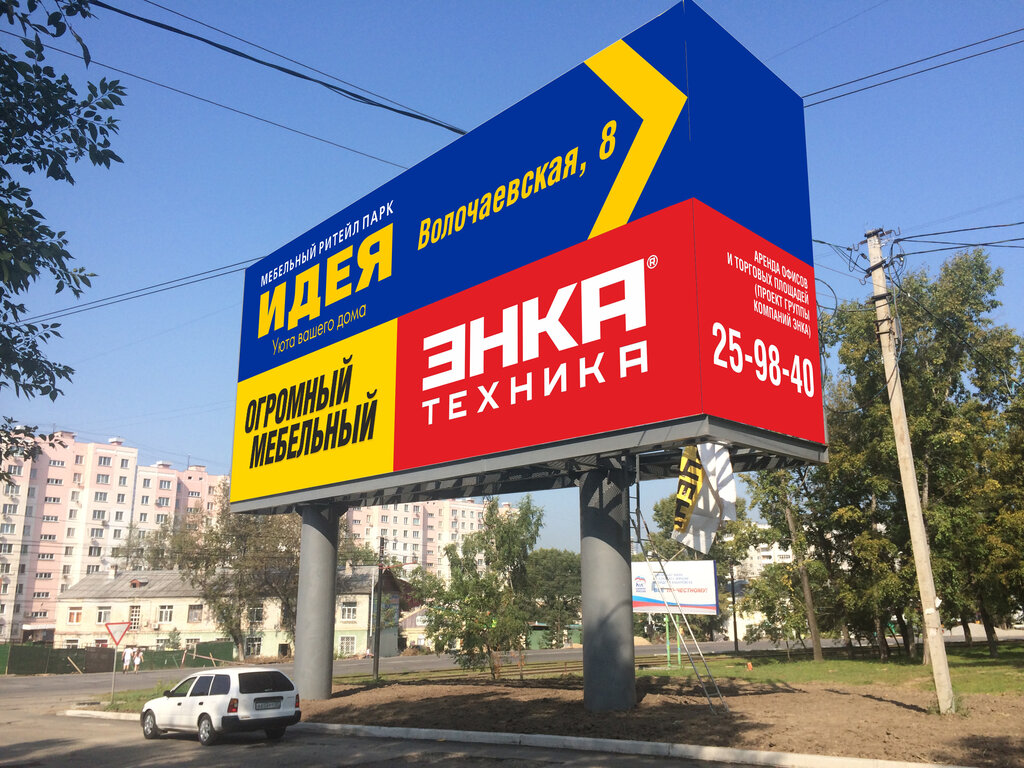 МЕБЕЛЬНЫЙ РИТЕЙЛ ПАРК
ИДЕЯ
Уюта вашего дома
Волочаевская, 8
ОГРОМНЫЙ
МЕБЕЛЬНЫЙ
ЭНКА®
ТЕХНИКА
АРЕНДА ОФИСОВ
И ТОРГОВЫХ ПЛОЩАДЕЙ
(ПРОЕКТ ГРУППЫ
КОМПАНИЙ ЭНКА)
25-98-40